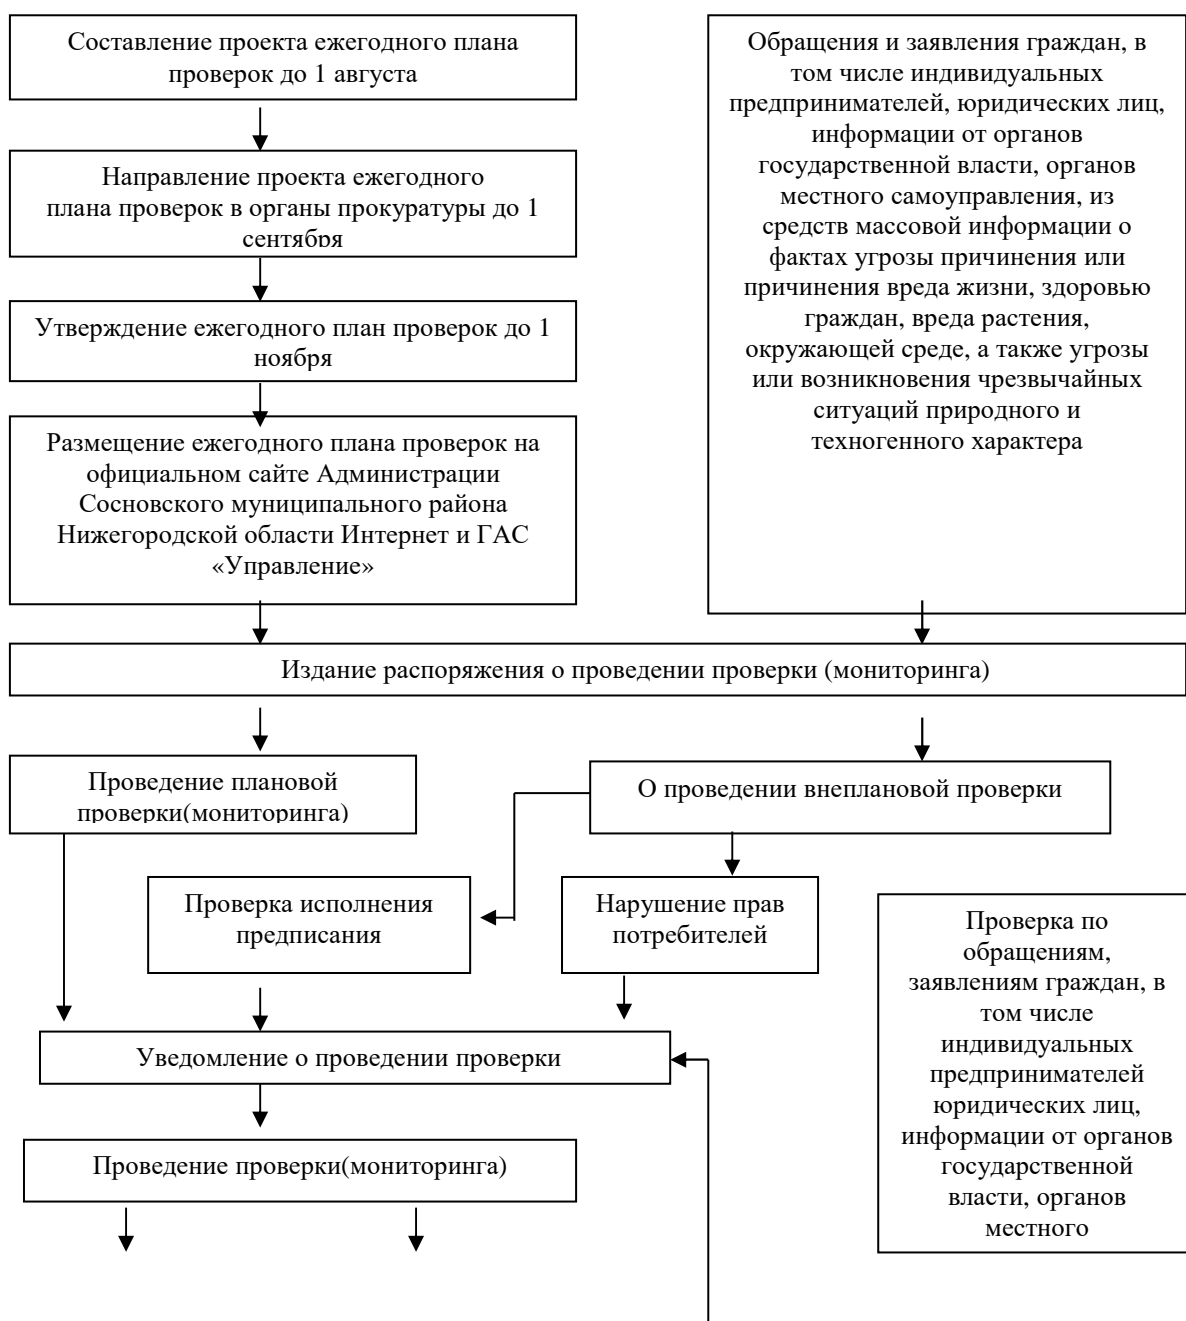 Составление проекта ежегодного плана
проверок до 1 августа
Направление проекта ежегодного
плана проверок в органы прокуратуры до 1
сентября
Утверждение ежегодного план проверок до 1
ноября
Размещение ежегодного плана проверок на
официальном сайте Администрации
Сосновского муниципального района
Нижегородской области Интернет и ГАС
«Управление»
Обращения и заявления граждан, в
том числе индивидуальных
предпринимателей, юридических лиц,
информации от органов
государственной власти, органов
местного самоуправления, из
средств массовой информации о
фактах угрозы причинения или
причинения вреда жизни, здоровью
граждан, вреда растения,
окружающей среде, а также угрозы
или возникновения чрезвычайных
ситуаций природного и
техногенного характера
Издание распоряжения о проведении проверки (мониторинга)
Проведение плановой
проверки(мониторинга)
О проведении внеплановой проверки
Проверка исполнения
предписания
Нарушение прав
потребителей
Проверка по
обращениям,
заявлениям граждан, в
том числе
индивидуальных
предпринимателей
юридических лиц,
информации от органов
государственной
власти, органов
местного
Уведомление о проведении проверки
Проведение проверки(мониторинга)